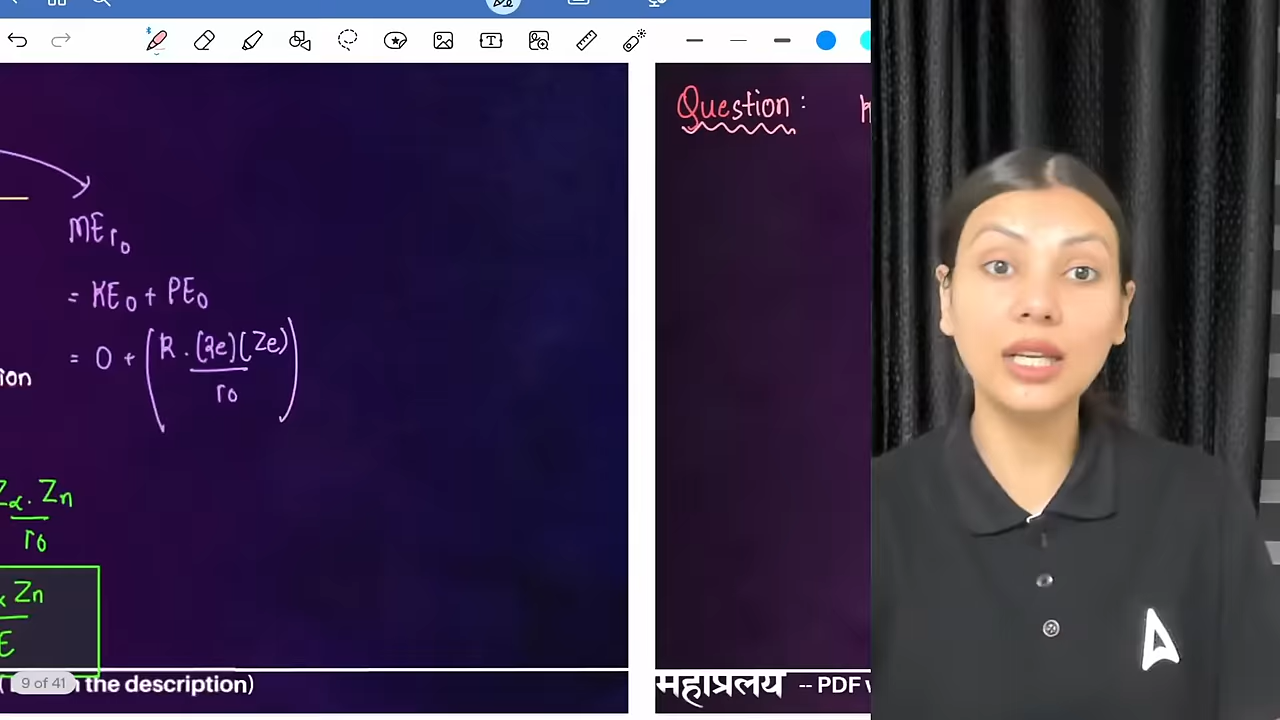 Question :
MEr₀
= KE₀ + PE₀
= 0 + (K . (2e)(Ze) / r₀)
ion
Zα . Zn / r₀
Zn / E
9 of 41
the description)
महाप्रलय -- PDF